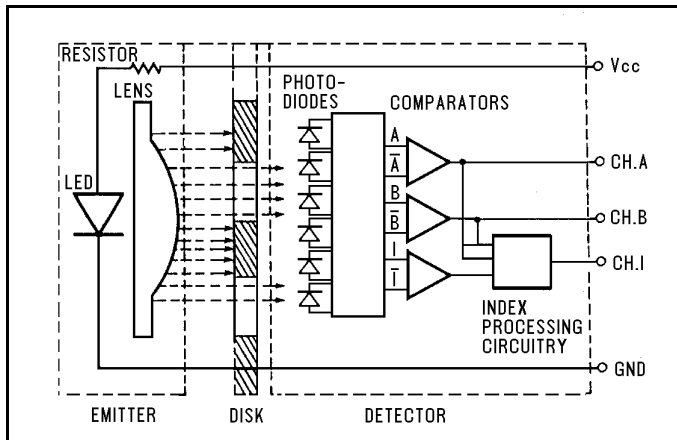 RESISTOR
Vcc
LENS
PHOTO-
DIODES
COMPARATORS
LED
A
A̅
B
B̅
I
I̅
CH.A
CH.B
CH.I
INDEX
PROCESSING
CIRCUITRY
GND
EMITTER
DISK
DETECTOR